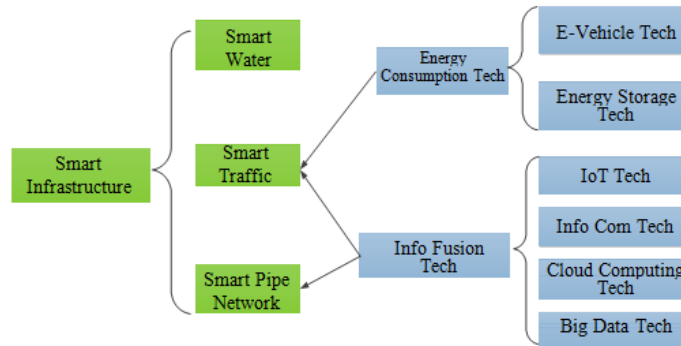 Smart
Infrastructure
Smart
Water
Smart
Traffic
Smart Pipe
Network
Energy
Consumption Tech
Info Fusion
Tech
E-Vehicle Tech
Energy Storage
Tech
IoT Tech
Info Com Tech
Cloud Computing
Tech
Big Data Tech